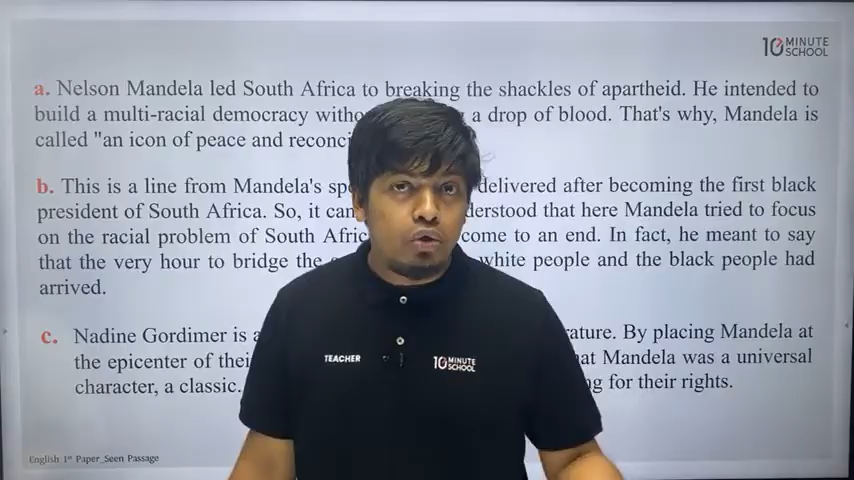 10 MINUTE SCHOOL
a. Nelson Mandela led South Africa to breaking the shackles of apartheid. He intended to
build a multi-racial democracy a drop of blood. That's why, Mandela is
called "an icon of peace and
b. This is a line from Mandela's delivered after becoming the first black
president of South Africa. So, it can that here Mandela tried to focus
on the racial problem of South come to an end. In fact, he meant to say
that the very hour to bridge the white people and the black people had
arrived.
c. Nadine Gordimer is By placing Mandela at
the epicenter of Mandela was a universal
character, a classic. for their rights.
TEACHER
10 MINUTE SCHOOL
English 1st Paper_Seen Passage